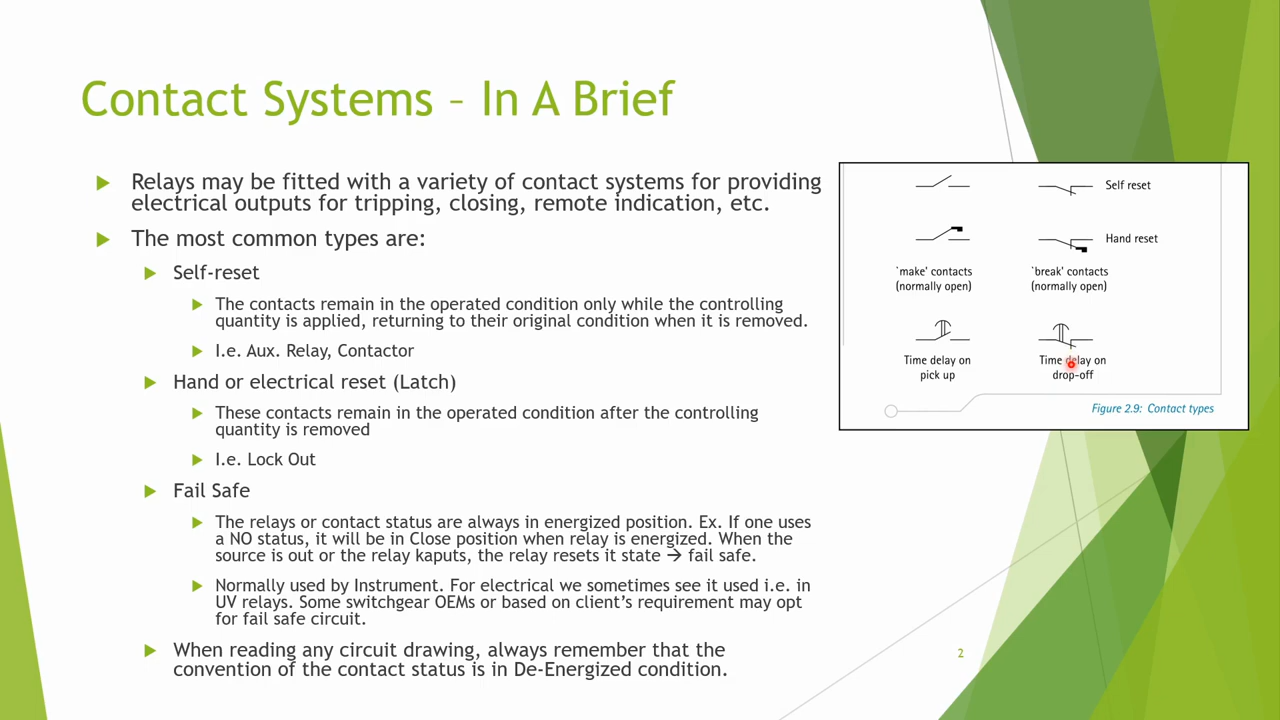 Contact Systems – In A Brief
Relays may be fitted with a variety of contact systems for providing
electrical outputs for tripping, closing, remote indication, etc.
The most common types are:
Self-reset
The contacts remain in the operated condition only while the controlling
quantity is applied, returning to their original condition when it is removed.
I.e. Aux. Relay, Contactor
Hand or electrical reset (Latch)
These contacts remain in the operated condition after the controlling
quantity is removed
I.e. Lock Out
Fail Safe
The relays or contact status are always in energized position. Ex. If one uses
a NO status, it will be in Close position when relay is energized. When the
source is out or the relay kaputs, the relay resets it state → fail safe.
Normally used by Instrument. For electrical we sometimes see it used i.e. in
UV relays. Some switchgear OEMs or based on client’s requirement may opt
for fail safe circuit.
When reading any circuit drawing, always remember that the
convention of the contact status is in De-Energized condition.
Self reset
Hand reset
`make' contacts
(normally open)
`break' contacts
(normally open)
Time delay on
pick up
Time delay on
drop-off
Figure 2.9: Contact types
2